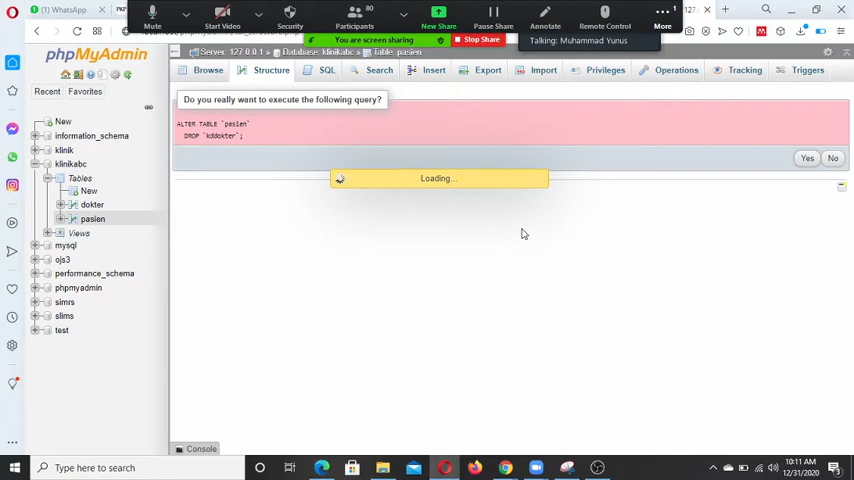 (1) WhatsApp
PKP
Mute
Start Video
Security
Participants
80
New Share
Pause Share
Annotate
Remote Control
More
1
You are screen sharing
Stop Share
Talking: Muhammad Yunus
phpMyAdmin
Server: 127.0.0.1 » Database: klinikabc » Table: pasien
Browse
Structure
SQL
Search
Insert
Export
Import
Privileges
Operations
Tracking
Triggers
Recent
Favorites
Do you really want to execute the following query?
ALTER TABLE `pasien`
DROP `kddokter`;
Yes
No
Loading...
New
information_schema
klinik
klinikabc
Tables
New
dokter
pasien
Views
mysql
ojs3
performance_schema
phpmyadmin
simrs
slims
test
Console
Type here to search
10:11 AM
12/31/2020
3